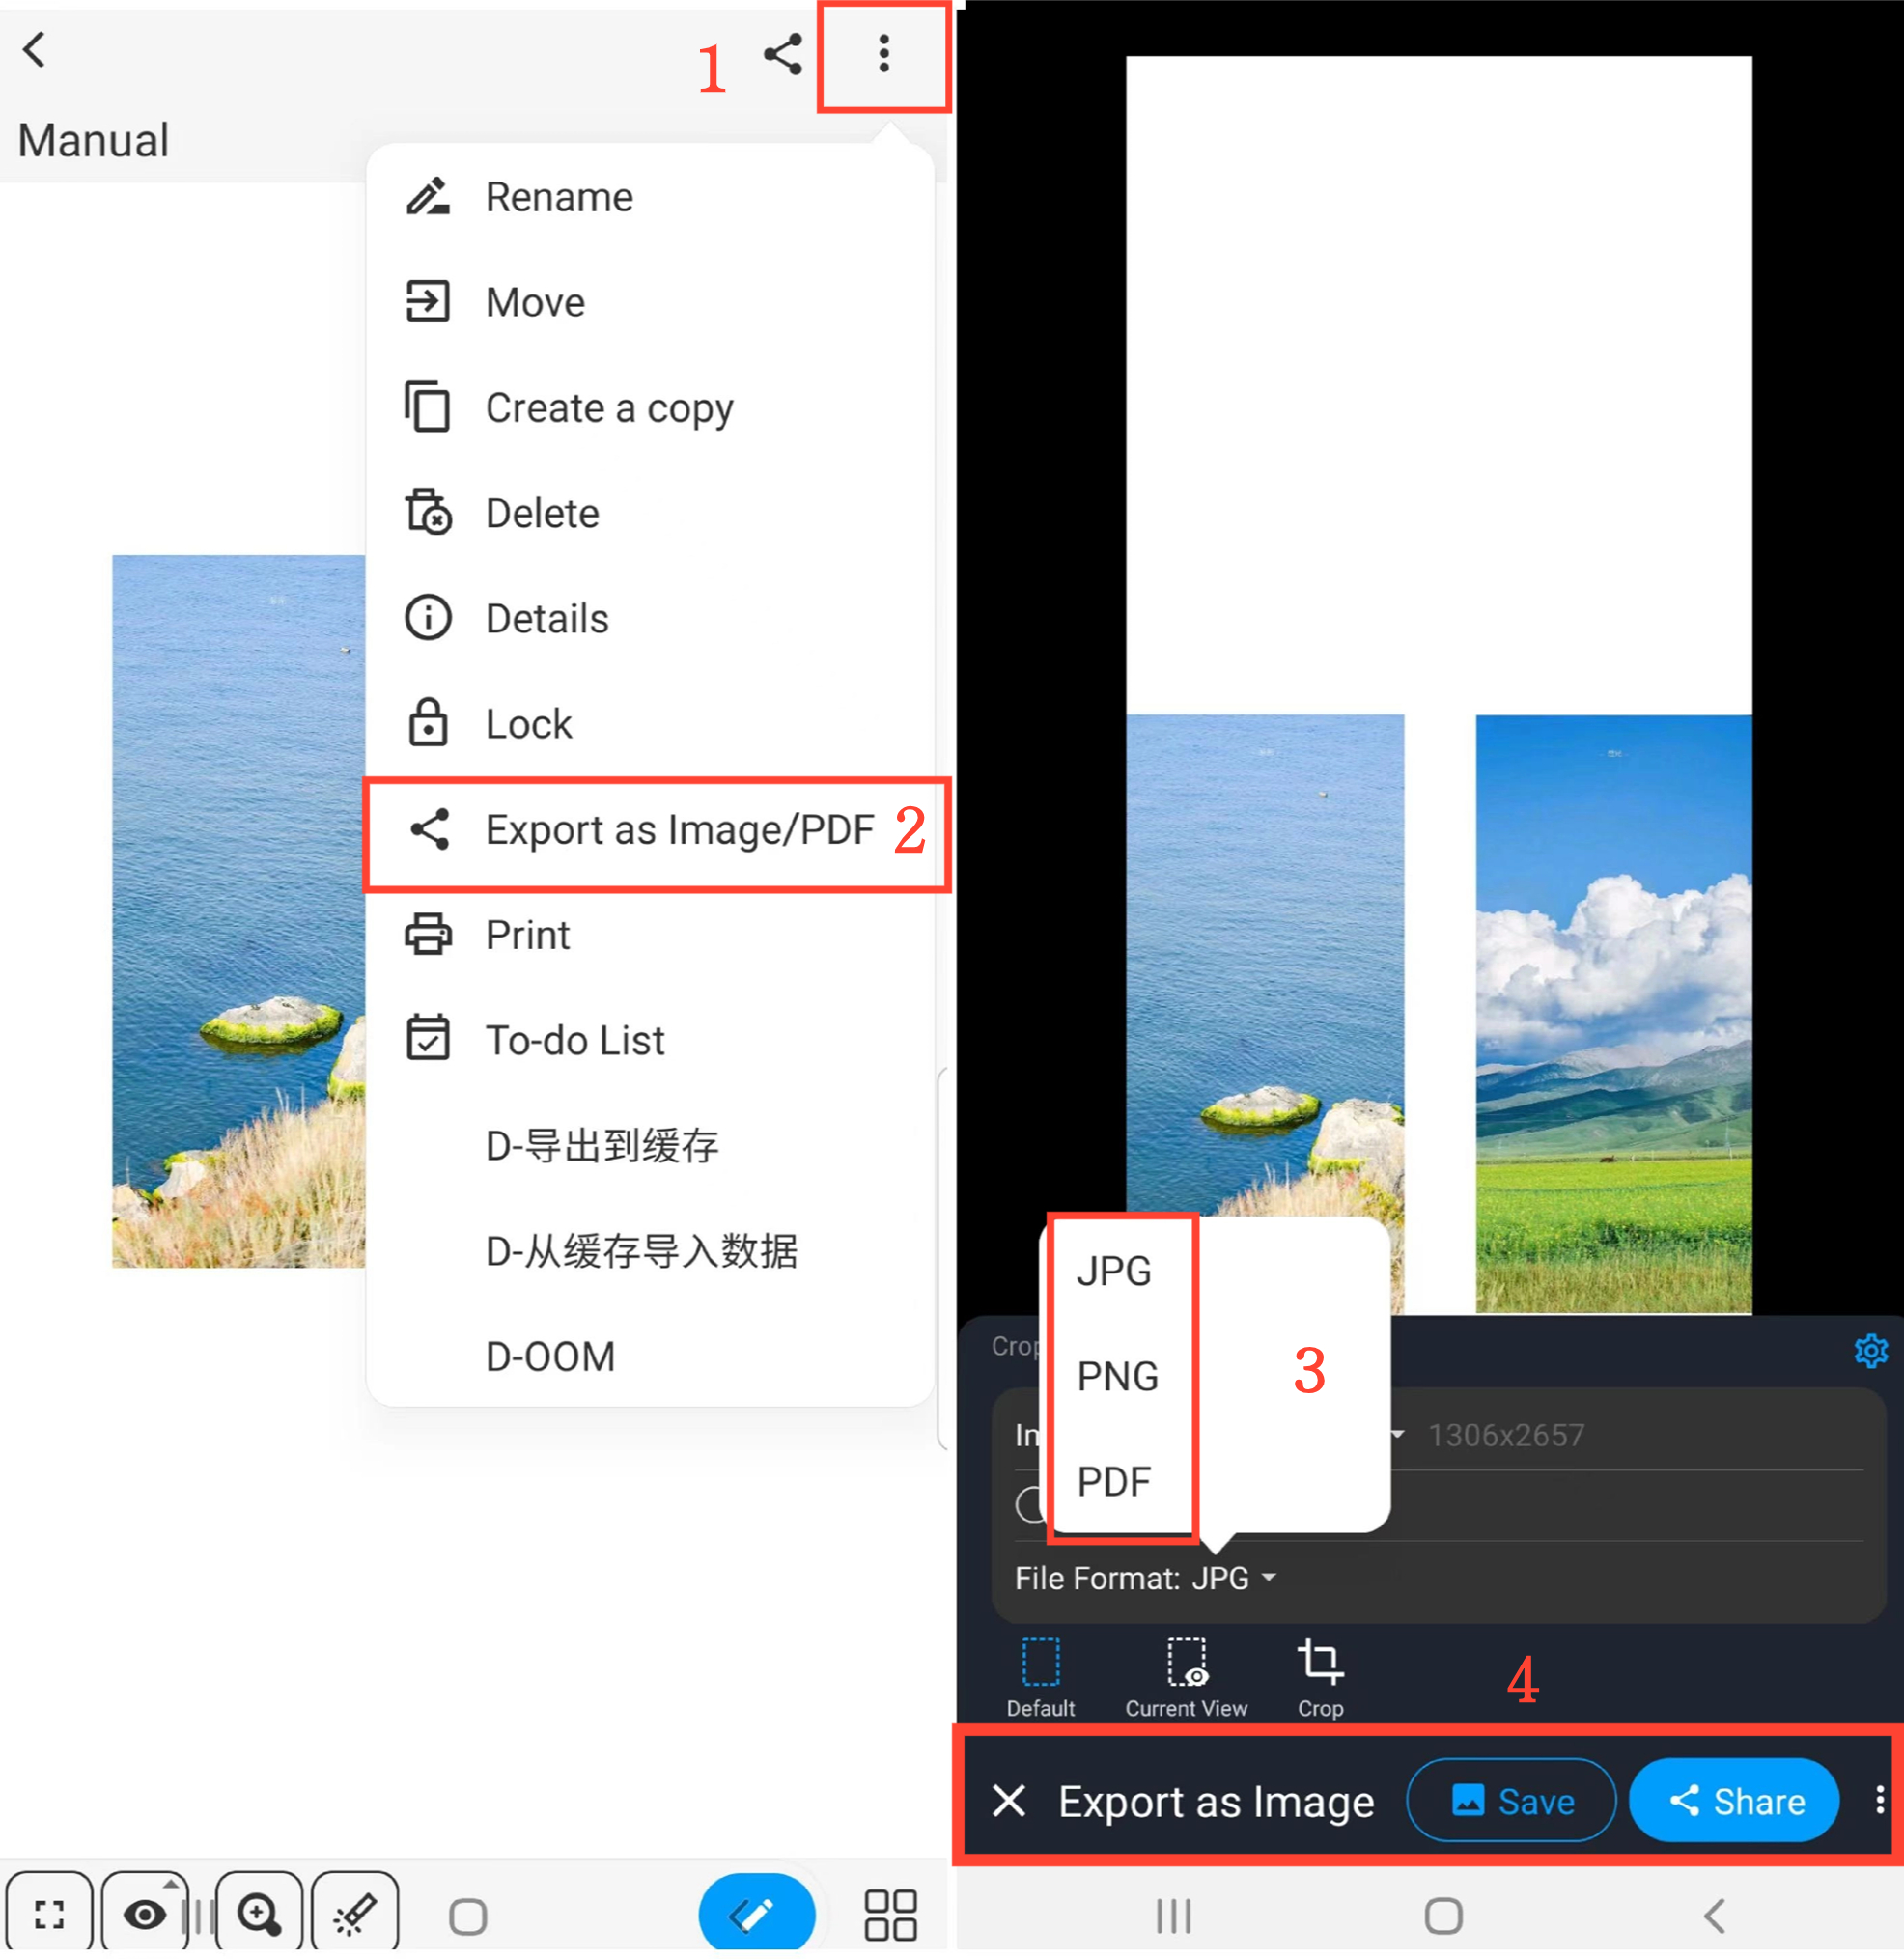 1
Manual
Rename
Move
Create a copy
Delete
Details
Lock
Export as Image/PDF 2
Print
To-do List
D-导出到缓存
D-从缓存导入数据
D-OOM
JPG
PNG
PDF
3
1306x2657
File Format: JPG
Default
Current View
Crop
4
Export as Image
Save
Share